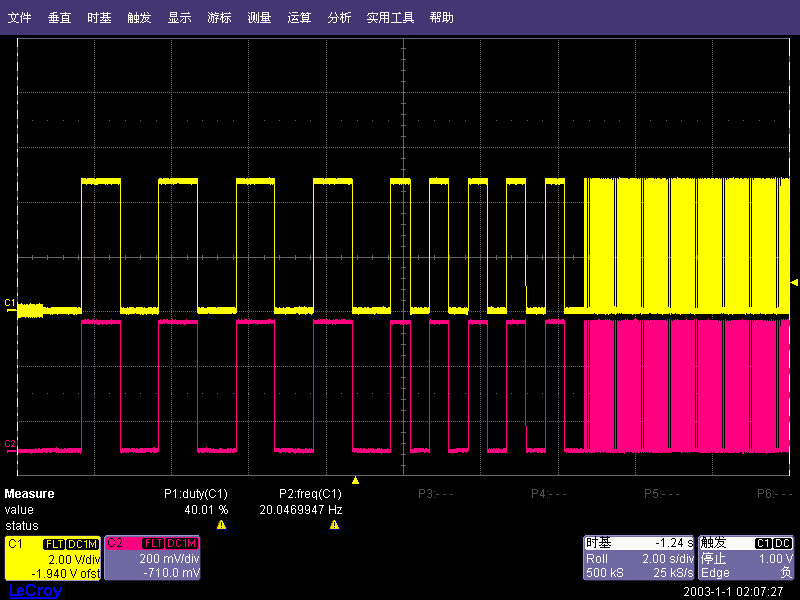 文件 垂直 时基 触发 显示 游标 测量 运算 分析 实用工具 帮助
C1
C2
Measure P1:duty(C1) P2:freq(C1) P3:--- P4:--- P5:--- P6:---
value 40.01 % 20.0469947 Hz
status
C1 FLT DC1M
2.00 V/div
-1.940 V ofst
C2 FLT DC1M
200 mV/div
-710.0 mV
时基 -1.24 s
Roll 2.00 s/div
500 kS 25 kS/s
触发 C1 DC
停止 1.00 V
Edge 负
LeCroy
2003-1-1 02:07:27